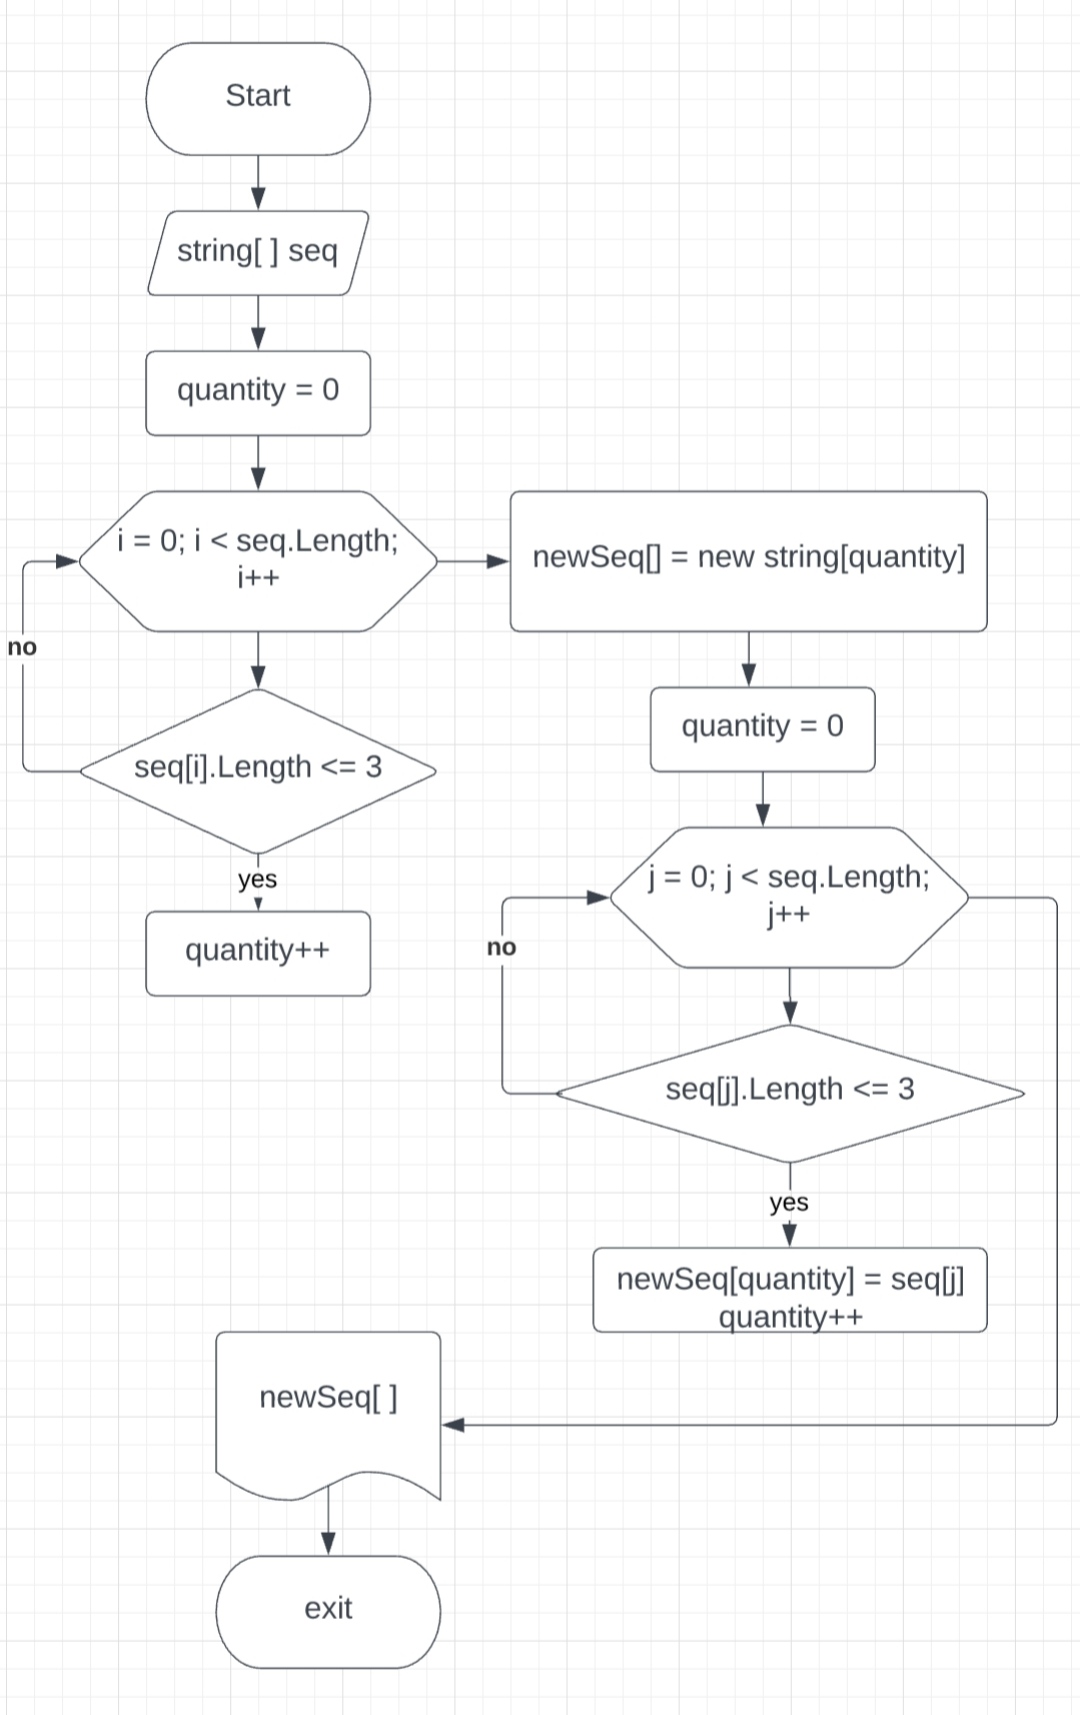 Start
string[ ] seq
quantity = 0
i = 0; i < seq.Length;
i++
no
seq[i].Length <= 3
yes
quantity++
newSeq[] = new string[quantity]
quantity = 0
j = 0; j < seq.Length;
j++
no
seq[j].Length <= 3
yes
newSeq[quantity] = seq[j]
quantity++
newSeq[ ]
exit